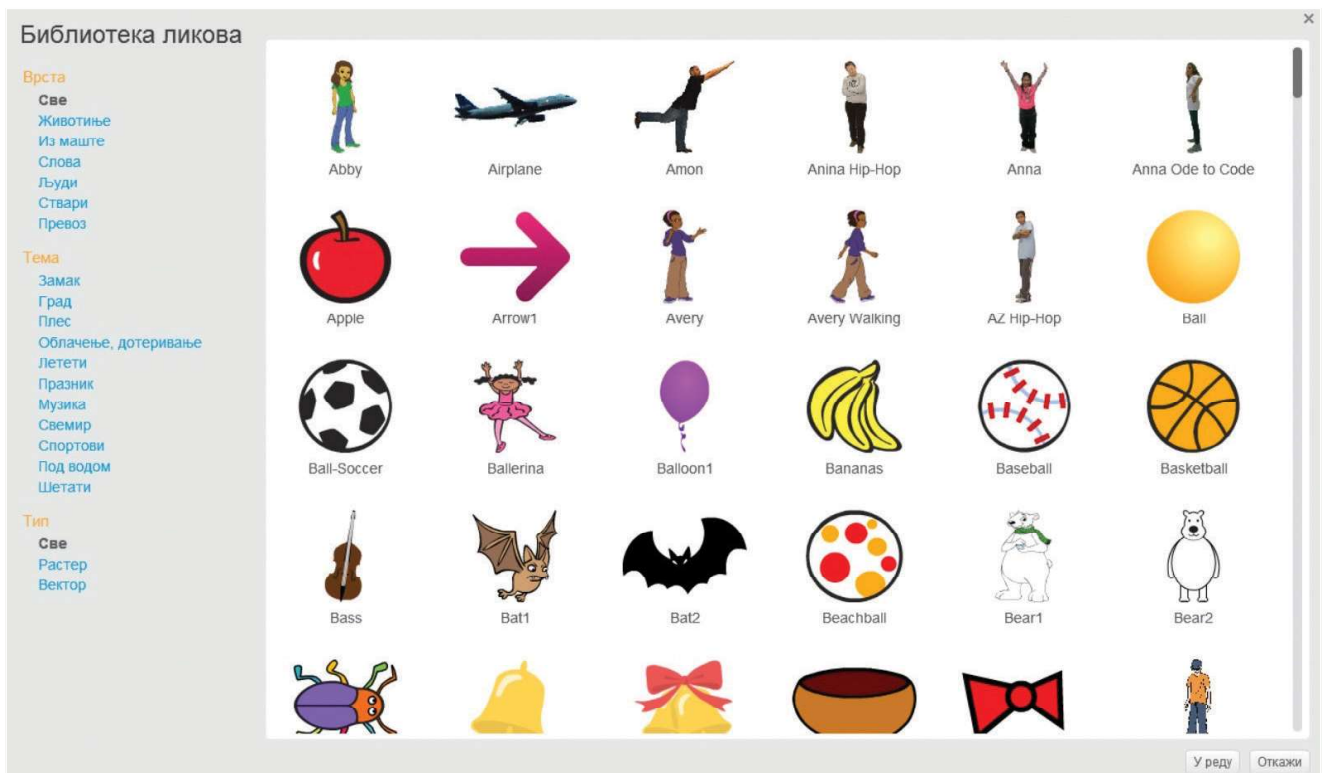 Библиотека ликова
Врста
Све
Животиње
Из маште
Слова
Људи
Ствари
Превоз
Тема
Замак
Град
Плес
Облачење, дотеривање
Летети
Празник
Музика
Свемир
Спортови
Под водом
Шетати
Тип
Све
Растер
Вектор
Abby Airplane Amon Anina Hip-Hop Anna Anna Ode to Code
Apple Arrow1 Avery Avery Walking AZ Hip-Hop Ball
Ball-Soccer Ballerina Balloon1 Bananas Baseball Basketball
Bass Bat1 Bat2 Beachball Bear1 Bear2
У реду Откажи